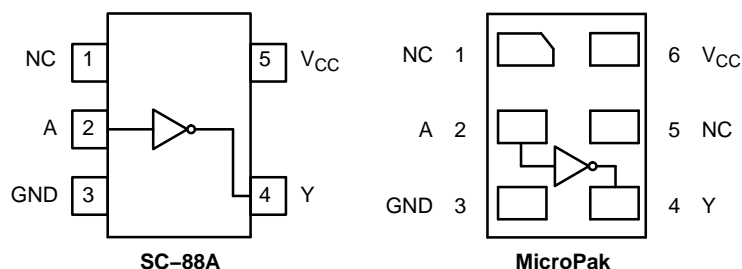 NC 1
5 VCC
A 2
GND 3
4 Y
SC–88A
NC 1
6 VCC
A 2
5 NC
GND 3
4 Y
MicroPak